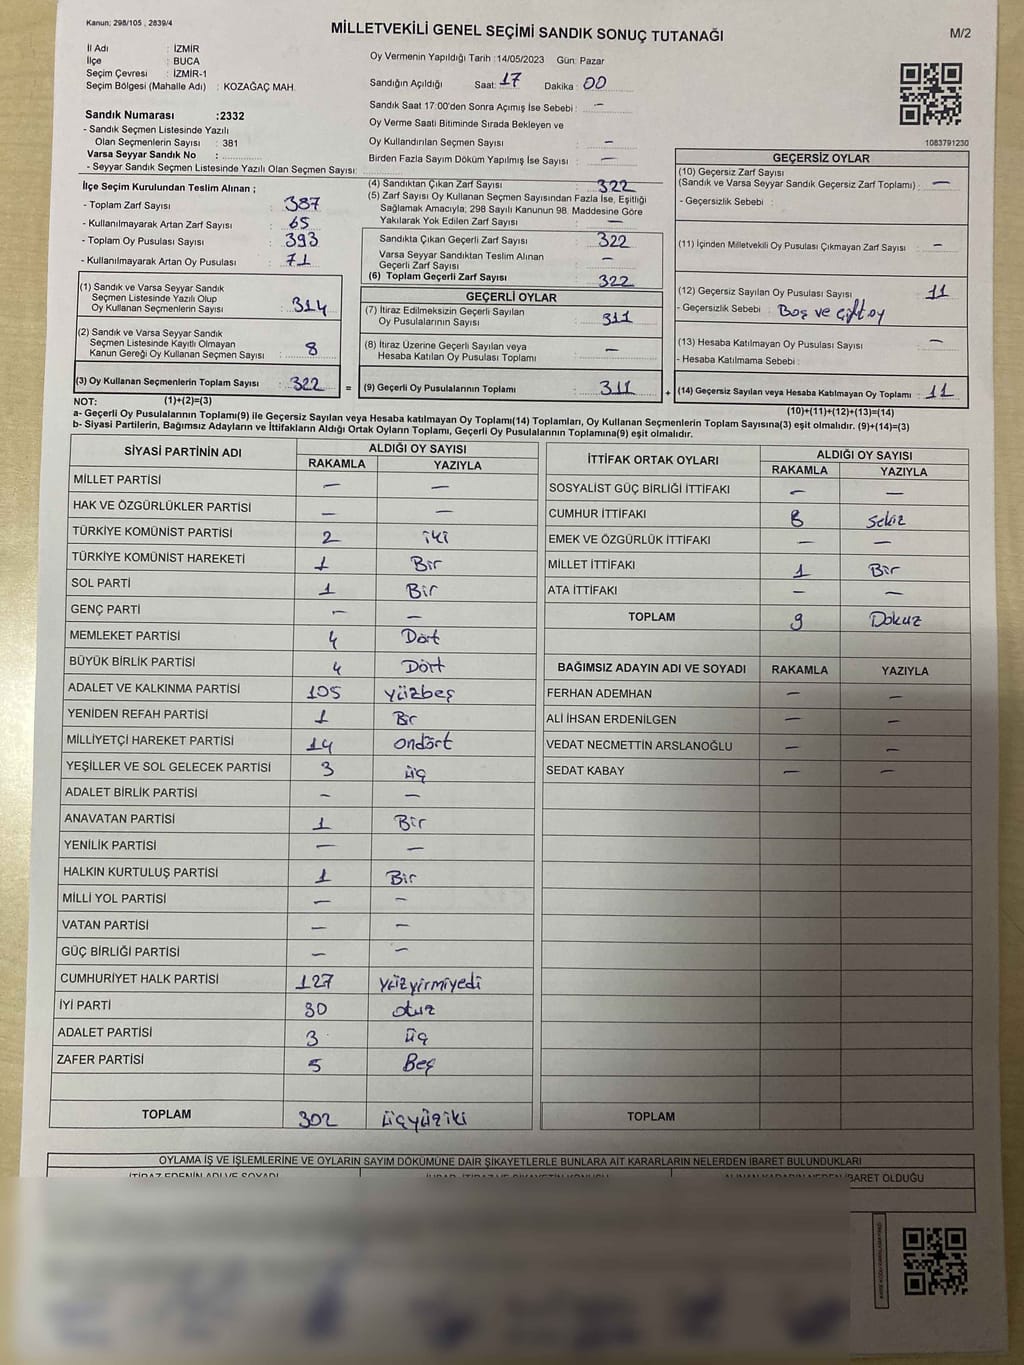 Kanun; 298/105 , 2839/4
MİLLETVEKİLİ GENEL SEÇİMİ SANDIK SONUÇ TUTANAĞI
M/2
İl Adı : İZMİR
İlçe : BUCA
Seçim Çevresi : İZMİR-1
Seçim Bölgesi (Mahalle Adı) : KOZAĞAÇ MAH.
Sandık Numarası :2332
- Sandık Seçmen Listesinde Yazılı
Olan Seçmenlerin Sayısı : 381
Varsa Seyyar Sandık No :
- Seyyar Sandık Seçmen Listesinde Yazılı Olan Seçmen Sayısı:
Oy Vermenin Yapıldığı Tarih :14/05/2023 Gün: Pazar
Sandığın Açıldığı Saat: 17 Dakika : 00
Sandık Saat 17:00'den Sonra Açımış İse Sebebi : —
Oy Verme Saati Bitiminde Sırada Bekleyen ve
Oy Kullandırılan Seçmen Sayısı : —
Birden Fazla Sayım Döküm Yapılmış İse Sayısı : —
1083791230
İlçe Seçim Kurulundan Teslim Alınan ;
- Toplam Zarf Sayısı : 387
- Kullanılmayarak Artan Zarf Sayısı : 65
- Toplam Oy Pusulası Sayısı : 393
- Kullanılmayarak Artan Oy Pusulası : 71
(1) Sandık ve Varsa Seyyar Sandık
Seçmen Listesinde Yazılı Olup
Oy Kullanan Seçmenlerin Sayısı : 314
(2) Sandık ve Varsa Seyyar Sandık
Seçmen Listesinde Kayıtlı Olmayan
Kanun Gereği Oy Kullanan Seçmen Sayısı : 8
(3) Oy Kullanan Seçmenlerin Toplam Sayısı : 322 =
(4) Sandıktan Çıkan Zarf Sayısı : 322
(5) Zarf Sayısı Oy Kullanan Seçmen Sayısından Fazla İse, Eşitliği
Sağlamak Amacıyla; 298 Sayılı Kanunun 98. Maddesine Göre
Yakılarak Yok Edilen Zarf Sayısı : —
Sandıkta Çıkan Geçerli Zarf Sayısı : 322
Varsa Seyyar Sandıktan Teslim Alınan
Geçerli Zarf Sayısı : —
(6) Toplam Geçerli Zarf Sayısı : 322
GEÇERLİ OYLAR
(7) İtiraz Edilmeksizin Geçerli Sayılan
Oy Pusulalarının Sayısı : 311
(8) İtiraz Üzerine Geçerli Sayılan veya
Hesaba Katılan Oy Pusulası Toplamı : —
(9) Geçerli Oy Pusulalarının Toplamı : 311 +
GEÇERSİZ OYLAR
(10) Geçersiz Zarf Sayısı
(Sandık ve Varsa Seyyar Sandık Geçersiz Zarf Toplamı) : —
- Geçersizlik Sebebi :
(11) İçinden Milletvekili Oy Pusulası Çıkmayan Zarf Sayısı : —
(12) Geçersiz Sayılan Oy Pusulası Sayısı : 11
- Geçersizlik Sebebi : Boş ve çift oy
(13) Hesaba Katılmayan Oy Pusulası Sayısı : —
- Hesaba Katılmama Sebebi :
(14) Geçersiz Sayılan veya Hesaba Katılmayan Oy Toplamı : 11
NOT: (1)+(2)=(3)
(10)+(11)+(12)+(13)=(14)
a- Geçerli Oy Pusulalarının Toplamı(9) ile Geçersiz Sayılan veya Hesaba katılmayan Oy Toplamı(14) Toplamları, Oy Kullanan Seçmenlerin Toplam Sayısına(3) eşit olmalıdır. (9)+(14)=(3)
b- Siyasi Partilerin, Bağımsız Adayların ve İttifakların Aldığı Ortak Oyların Toplamı, Geçerli Oy Pusulalarının Toplamına(9) eşit olmalıdır.
SİYASİ PARTİNİN ADI ALDIĞI OY SAYISI
RAKAMLA YAZIYLA
MİLLET PARTİSİ — —
HAK VE ÖZGÜRLÜKLER PARTİSİ — —
TÜRKİYE KOMÜNİST PARTİSİ 2 iki
TÜRKİYE KOMÜNİST HAREKETİ 1 Bir
SOL PARTİ 1 Bir
GENÇ PARTİ — —
MEMLEKET PARTİSİ 4 Dört
BÜYÜK BİRLİK PARTİSİ 4 Dört
ADALET VE KALKINMA PARTİSİ 105 yüzbeş
YENİDEN REFAH PARTİSİ 1 Bir
MİLLİYETÇİ HAREKET PARTİSİ 14 ondört
YEŞİLLER VE SOL GELECEK PARTİSİ 3 üç
ADALET BİRLİK PARTİSİ — —
ANAVATAN PARTİSİ 1 Bir
YENİLİK PARTİSİ — —
HALKIN KURTULUŞ PARTİSİ 1 Bir
MİLLİ YOL PARTİSİ — —
VATAN PARTİSİ — —
GÜÇ BİRLİĞİ PARTİSİ — —
CUMHURİYET HALK PARTİSİ 127 yüzyirmiyedi
İYİ PARTİ 30 otuz
ADALET PARTİSİ 3 üç
ZAFER PARTİSİ 5 Beş
TOPLAM 302 üçyüziki
İTTİFAK ORTAK OYLARI ALDIĞI OY SAYISI
RAKAMLA YAZIYLA
SOSYALİST GÜÇ BİRLİĞİ İTTİFAKI — —
CUMHUR İTTİFAKI 8 sekiz
EMEK VE ÖZGÜRLÜK İTTİFAKI — —
MİLLET İTTİFAKI 1 Bir
ATA İTTİFAKI — —
TOPLAM 9 Dokuz
BAĞIMSIZ ADAYIN ADI VE SOYADI RAKAMLA YAZIYLA
FERHAN ADEMHAN — —
ALİ İHSAN ERDENİLGEN — —
VEDAT NECMETTİN ARSLANOĞLU — —
SEDAT KABAY — —
TOPLAM
OYLAMA İŞ VE İŞLEMLERİNE VE OYLARIN SAYIM DÖKÜMÜNE DAİR ŞİKAYETLERLE BUNLARA AİT KARARLARIN NELERDEN İBARET BULUNDUKLARI
İTİRAZ EDENİN ADI VE SOYADI
İBARET OLDUĞU